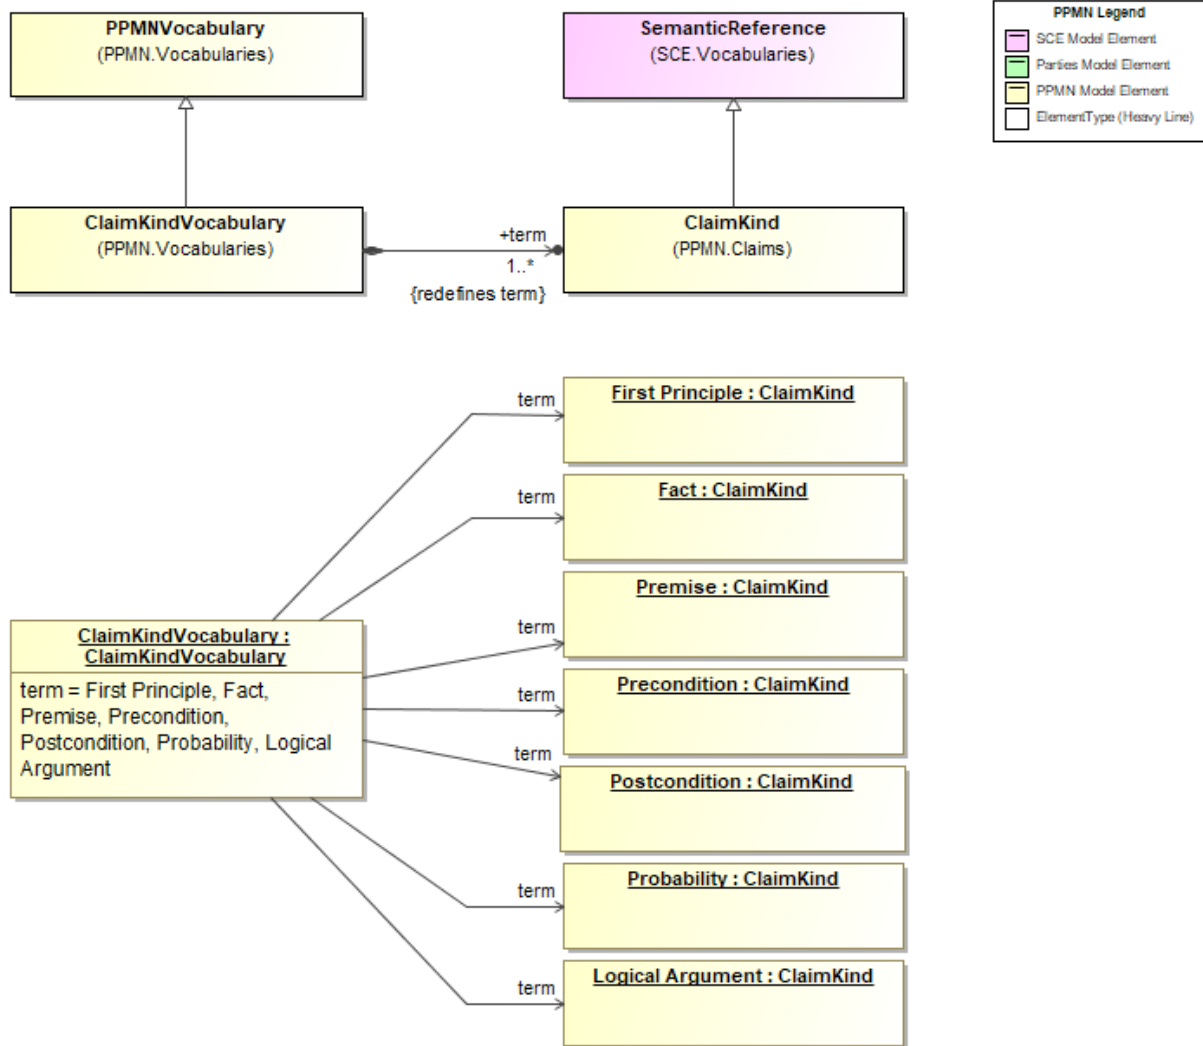 PPMNVocabulary
(PPMN.Vocabularies)
SemanticReference
(SCE.Vocabularies)
PPMN Legend
SCE Model Element
Parties Model Element
PPMN Model Element
ElementType (Heavy Line)
ClaimKindVocabulary
(PPMN.Vocabularies)
+term
1..*
{redefines term}
ClaimKind
(PPMN.Claims)
term
First Principle : ClaimKind
term
Fact : ClaimKind
term
Premise : ClaimKind
term
Precondition : ClaimKind
term
Postcondition : ClaimKind
term
Probability : ClaimKind
term
Logical Argument : ClaimKind
ClaimKindVocabulary :
ClaimKindVocabulary
term = First Principle, Fact,
Premise, Precondition,
Postcondition, Probability, Logical
Argument